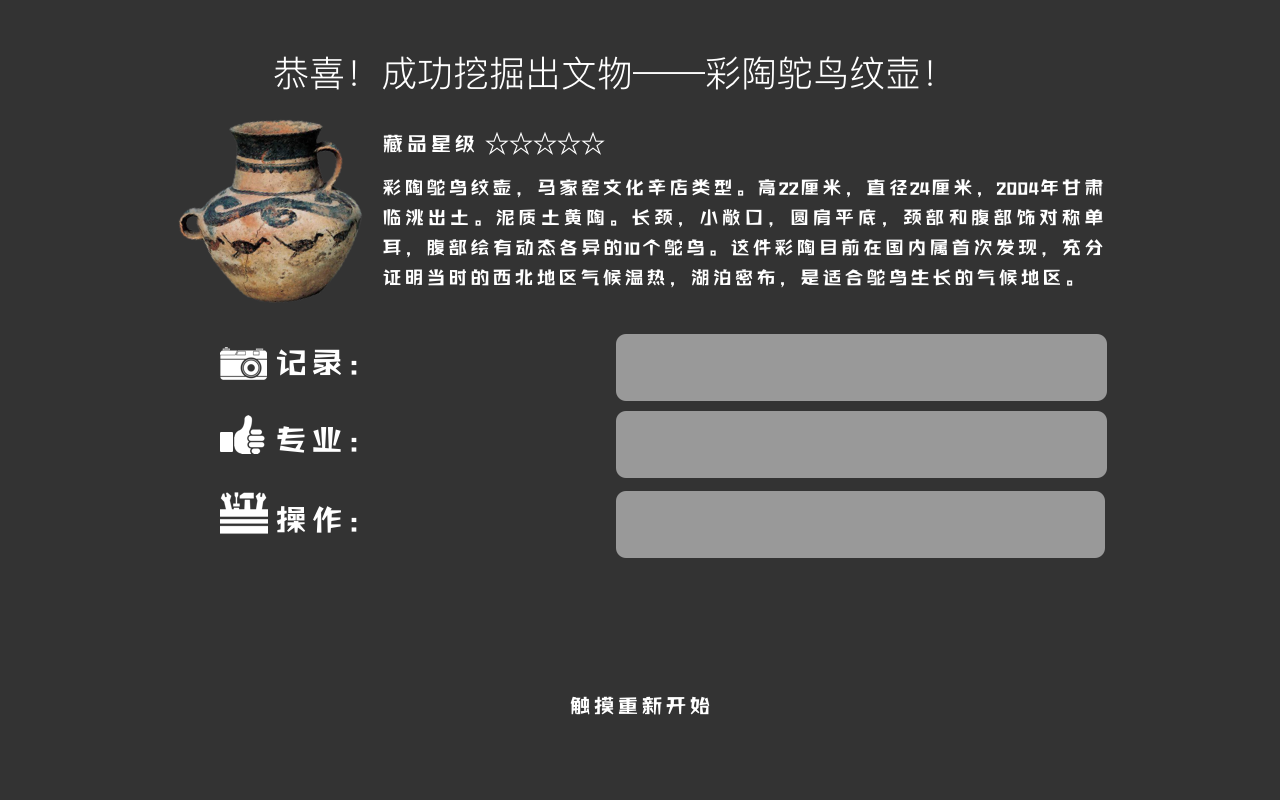 恭喜！成功挖掘出文物——彩陶鸵鸟纹壶！
藏品星级 ☆☆☆☆☆
彩陶鸵鸟纹壶，马家窑文化辛店类型。高22厘米，直径24厘米，2004年甘肃
临洮出土。泥质土黄陶。长颈，小敞口，圆肩平底，颈部和腹部饰对称单
耳，腹部绘有动态各异的10个鸵鸟。这件彩陶目前在国内属首次发现，充分
证明当时的西北地区气候温热，湖泊密布，是适合鸵鸟生长的气候地区。
记录：
专业：
操作：
触摸重新开始